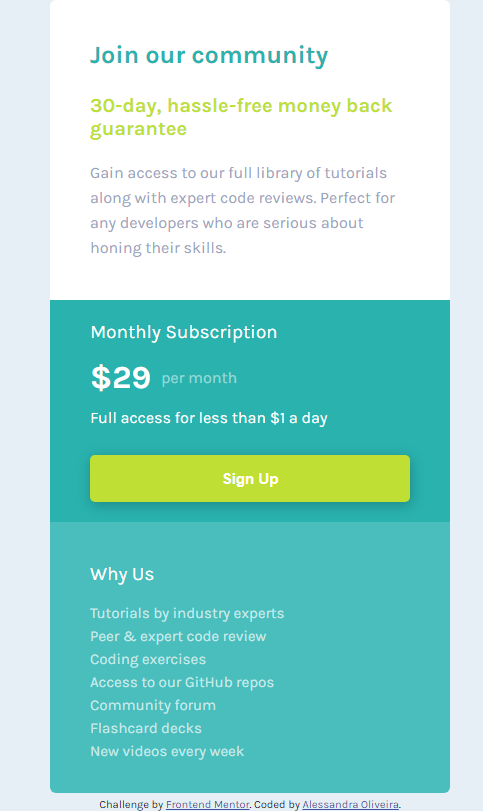 Join our community
30-day, hassle-free money back
guarantee
Gain access to our full library of tutorials
along with expert code reviews. Perfect for
any developers who are serious about
honing their skills.
Monthly Subscription
$29 per month
Full access for less than $1 a day
Sign Up
Why Us
Tutorials by industry experts
Peer & expert code review
Coding exercises
Access to our GitHub repos
Community forum
Flashcard decks
New videos every week
Challenge by Frontend Mentor. Coded by Alessandra Oliveira.